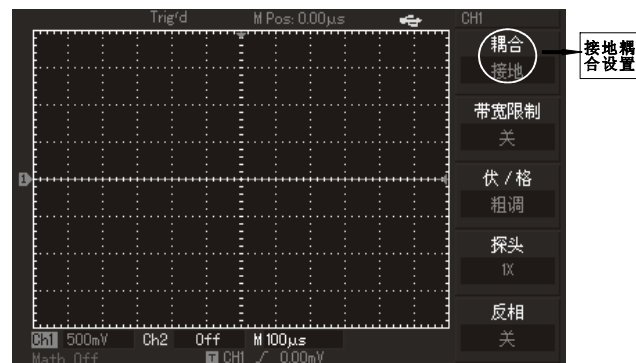 Trig'd M Pos: 0.00μs CH1
耦合
接地
接地耦
合设置
带宽限制
关
伏/格
粗调
1
探头
1X
反相
关
Ch1 500mV Ch2 Off M 100μs
Math Off T CH1 / 0.00mV